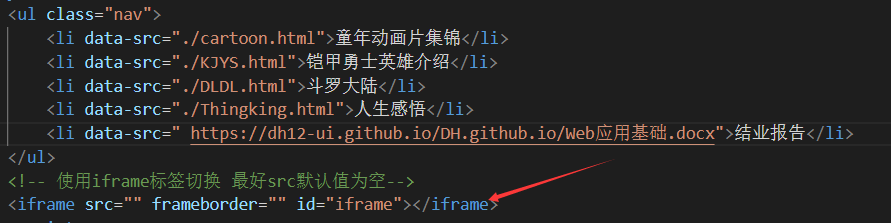 <ul class="nav">
<li data-src="./cartoon.html">童年动画片集锦</li>
<li data-src="./KJYS.html">铠甲勇士英雄介绍</li>
<li data-src="./DLDL.html">斗罗大陆</li>
<li data-src="./Thingking.html">人生感悟</li>
<li data-src=" https://dh12-ui.github.io/DH.github.io/Web应用基础.docx">结业报告</li>
</ul>
<!-- 使用iframe标签切换 最好src默认值为空-->
<iframe src="" frameborder="" id="iframe"></iframe>